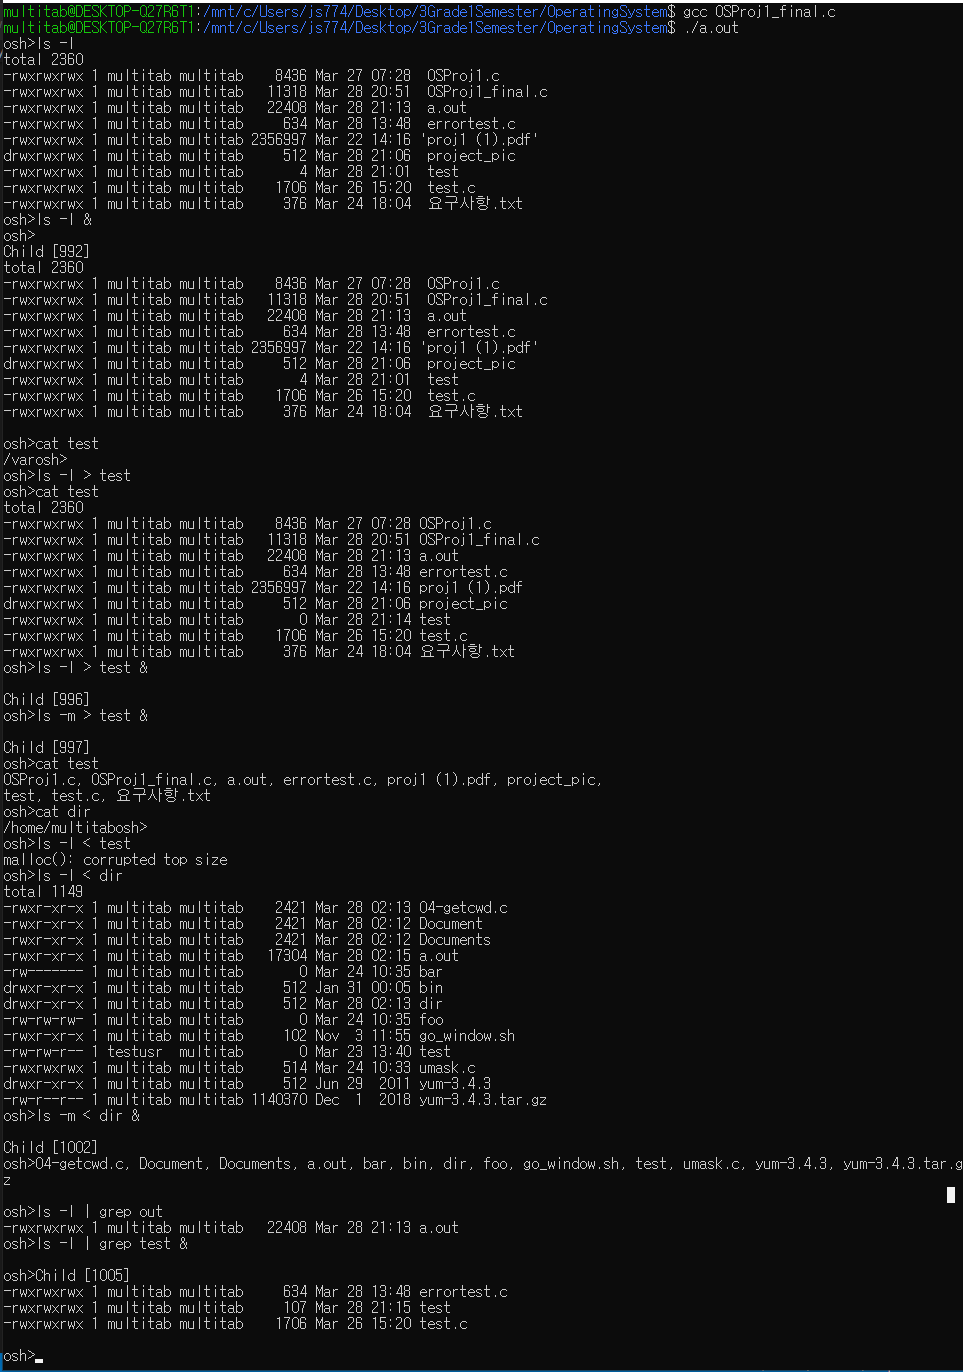 multitab@DESKTOP-Q27R6T1:/mnt/c/Users/js774/Desktop/3Grade1Semester/OperatingSystem$ gcc OSProj1_final.c
multitab@DESKTOP-Q27R6T1:/mnt/c/Users/js774/Desktop/3Grade1Semester/OperatingSystem$ ./a.out
osh>ls -l
total 2360
-rwxrwxrwx 1 multitab multitab    8436 Mar 27 07:28  OSProj1.c
-rwxrwxrwx 1 multitab multitab   11318 Mar 28 20:51  OSProj1_final.c
-rwxrwxrwx 1 multitab multitab   22408 Mar 28 21:13  a.out
-rwxrwxrwx 1 multitab multitab     634 Mar 28 13:48  errortest.c
-rwxrwxrwx 1 multitab multitab 2356997 Mar 22 14:16 'proj1 (1).pdf'
drwxrwxrwx 1 multitab multitab     512 Mar 28 21:06  project_pic
-rwxrwxrwx 1 multitab multitab       4 Mar 28 21:01  test
-rwxrwxrwx 1 multitab multitab    1706 Mar 26 15:20  test.c
-rwxrwxrwx 1 multitab multitab     376 Mar 24 18:04  요구사항.txt
osh>ls -l &
osh>
Child [992]
total 2360
-rwxrwxrwx 1 multitab multitab    8436 Mar 27 07:28  OSProj1.c
-rwxrwxrwx 1 multitab multitab   11318 Mar 28 20:51  OSProj1_final.c
-rwxrwxrwx 1 multitab multitab   22408 Mar 28 21:13  a.out
-rwxrwxrwx 1 multitab multitab     634 Mar 28 13:48  errortest.c
-rwxrwxrwx 1 multitab multitab 2356997 Mar 22 14:16 'proj1 (1).pdf'
drwxrwxrwx 1 multitab multitab     512 Mar 28 21:06  project_pic
-rwxrwxrwx 1 multitab multitab       4 Mar 28 21:01  test
-rwxrwxrwx 1 multitab multitab    1706 Mar 26 15:20  test.c
-rwxrwxrwx 1 multitab multitab     376 Mar 24 18:04  요구사항.txt
osh>cat test
/varosh>
osh>ls -l > test
osh>cat test
total 2360
-rwxrwxrwx 1 multitab multitab    8436 Mar 27 07:28 OSProj1.c
-rwxrwxrwx 1 multitab multitab   11318 Mar 28 20:51 OSProj1_final.c
-rwxrwxrwx 1 multitab multitab   22408 Mar 28 21:13 a.out
-rwxrwxrwx 1 multitab multitab     634 Mar 28 13:48 errortest.c
-rwxrwxrwx 1 multitab multitab 2356997 Mar 22 14:16 proj1 (1).pdf
drwxrwxrwx 1 multitab multitab     512 Mar 28 21:06 project_pic
-rwxrwxrwx 1 multitab multitab       0 Mar 28 21:14 test
-rwxrwxrwx 1 multitab multitab    1706 Mar 26 15:20 test.c
-rwxrwxrwx 1 multitab multitab     376 Mar 24 18:04 요구사항.txt
osh>ls -l > test &
Child [996]
osh>ls -m > test &
Child [997]
osh>cat test
OSProj1.c, OSProj1_final.c, a.out, errortest.c, proj1 (1).pdf, project_pic,
test, test.c, 요구사항.txt
osh>cat dir
/home/multitabosh>
osh>ls -l < test
malloc(): corrupted top size
osh>ls -l < dir
total 1149
-rwxr-xr-x 1 multitab multitab    2421 Mar 28 02:13 04-getcwd.c
-rwxr-xr-x 1 multitab multitab    2421 Mar 28 02:12 Document
-rwxr-xr-x 1 multitab multitab    2421 Mar 28 02:12 Documents
-rwxr-xr-x 1 multitab multitab   17304 Mar 28 02:15 a.out
-rw------- 1 multitab multitab       0 Mar 24 10:35 bar
drwxr-xr-x 1 multitab multitab     512 Jan 31 00:05 bin
drwxr-xr-x 1 multitab multitab     512 Mar 28 02:13 dir
-rw-rw-rw- 1 multitab multitab       0 Mar 24 10:35 foo
-rwxr-xr-x 1 multitab multitab     102 Nov  3 11:55 go_window.sh
-rw-rw-r-- 1 testusr  multitab       0 Mar 23 13:40 test
-rwxrwxrwx 1 multitab multitab     514 Mar 24 10:33 umask.c
drwxr-xr-x 1 multitab multitab     512 Jun 29  2011 yum-3.4.3
-rw-r--r-- 1 multitab multitab 1140370 Dec  1  2018 yum-3.4.3.tar.gz
osh>ls -m < dir &
Child [1002]
osh>04-getcwd.c, Document, Documents, a.out, bar, bin, dir, foo, go_window.sh, test, umask.c, yum-3.4.3, yum-3.4.3.tar.g
z
osh>ls -l | grep out
-rwxrwxrwx 1 multitab multitab   22408 Mar 28 21:13 a.out
osh>ls -l | grep test &
osh>Child [1005]
-rwxrwxrwx 1 multitab multitab     634 Mar 28 13:48 errortest.c
-rwxrwxrwx 1 multitab multitab     107 Mar 28 21:15 test
-rwxrwxrwx 1 multitab multitab    1706 Mar 26 15:20 test.c
osh>